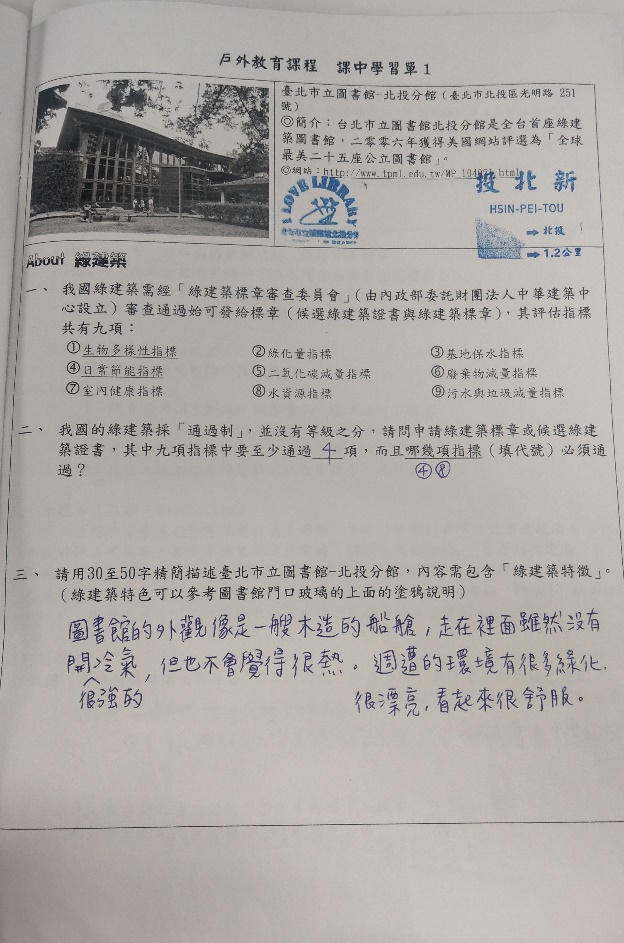 戶外教育課程　課中學習單 1
臺北市立圖書館-北投分館（臺北市北投區光明路 251
號）
◎簡介：台北市立圖書館北投分館是全台首座綠建
築圖書館，二零零六年獲得美國網站評選為「全球
最美二十五座公立圖書館」。
◎網站：http://www.tpml.edu.tw/MP_104021.html
I LOVE LIBRARY
新北投
HSIN-PEI-TOU
→北投
→1.2公里
About 綠建築
一、我國綠建築需經「綠建築標章審查委員會」（由內政部委託財團法人中華建築中
心設立）審查通過始可發給標章（候選綠建築證書與綠建築標章），其評估指標
共有九項：
①生物多樣性指標　②綠化量指標　③基地保水指標
④日常節能指標　⑤二氧化碳減量指標　⑥廢棄物減量指標
⑦室內健康指標　⑧水資源指標　⑨污水與垃圾減量指標
二、我國的綠建築採「通過制」，並沒有等級之分，請問申請綠建築標章或候選綠建
築證書，其中九項指標中要至少通過 4 項，而且哪幾項指標（填代號）必須通
過？
④⑧
三、請用30至50字精簡描述臺北市立圖書館-北投分館，內容需包含「綠建築特徵」。
（綠建築特色可以參考圖書館門口玻璃的上面的塗鴉說明）
圖書館的外觀像是一艘木造的船艙，走在裡面雖然沒有
開冷氣，但也不會覺得很熱。週遭的環境有很多綠化，
很強的
很漂亮，看起來很舒服。